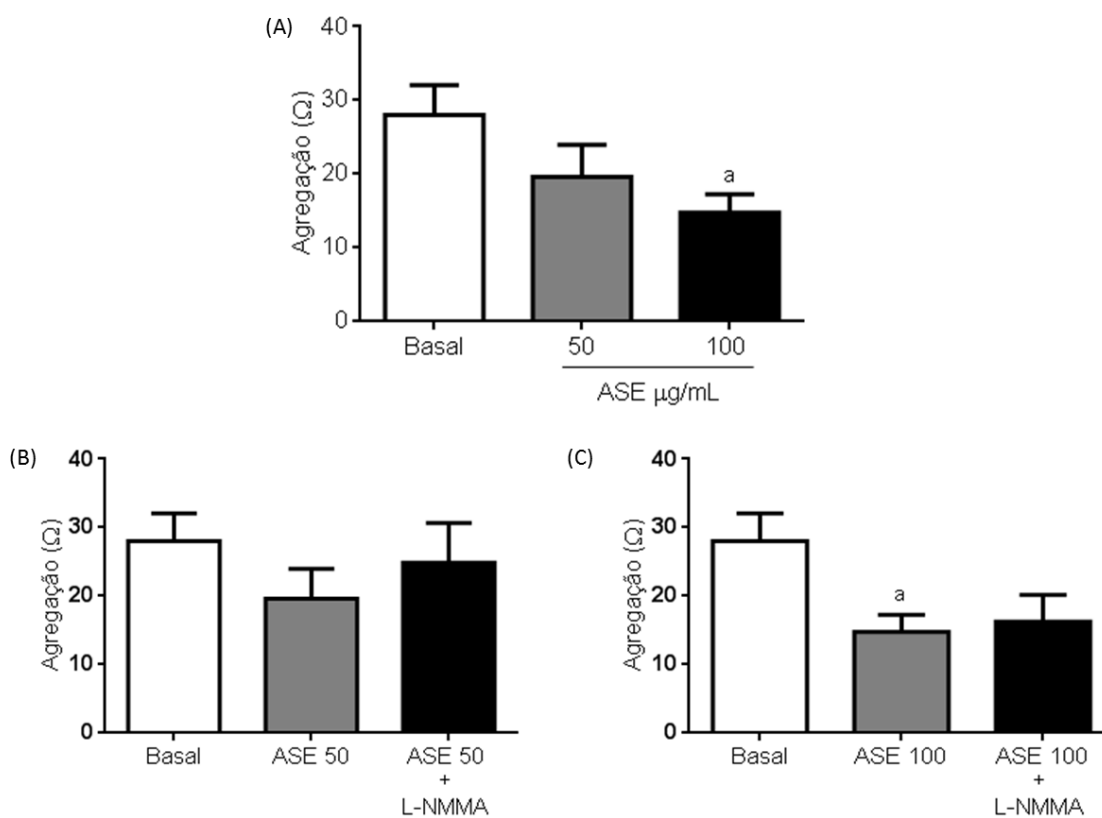 (A)
Agregação (Ω)
40
30
20
10
0
a
Basal
50
100
ASE μg/mL
(B)
Agregação (Ω)
40
30
20
10
0
Basal
ASE 50
ASE 50
+
L-NMMA
(C)
Agregação (Ω)
40
30
20
10
0
a
Basal
ASE 100
ASE 100
+
L-NMMA